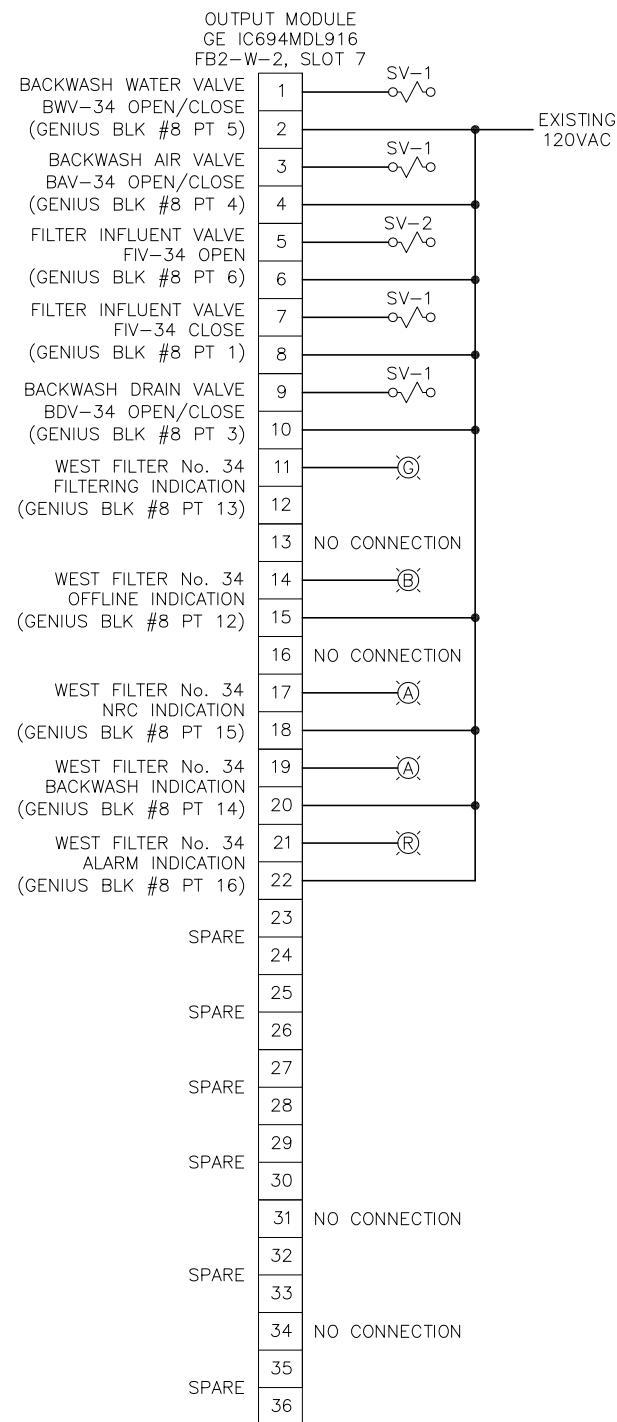 OUTPUT MODULE
GE IC694MDL916
FB2-W-2, SLOT 7
BACKWASH WATER VALVE
BWV-34 OPEN/CLOSE
(GENIUS BLK #8 PT 5)
1
SV-1
2
EXISTING
120VAC
BACKWASH AIR VALVE
BAV-34 OPEN/CLOSE
(GENIUS BLK #8 PT 4)
3
SV-1
4
FILTER INFLUENT VALVE
FIV-34 OPEN
(GENIUS BLK #8 PT 6)
5
SV-2
6
FILTER INFLUENT VALVE
FIV-34 CLOSE
(GENIUS BLK #8 PT 1)
7
SV-1
8
BACKWASH DRAIN VALVE
BDV-34 OPEN/CLOSE
(GENIUS BLK #8 PT 3)
9
SV-1
10
WEST FILTER No. 34
FILTERING INDICATION
(GENIUS BLK #8 PT 13)
11
G
12
13 NO CONNECTION
WEST FILTER No. 34
OFFLINE INDICATION
(GENIUS BLK #8 PT 12)
14
B
15
16 NO CONNECTION
WEST FILTER No. 34
NRC INDICATION
(GENIUS BLK #8 PT 15)
17
A
18
WEST FILTER No. 34
BACKWASH INDICATION
(GENIUS BLK #8 PT 14)
19
A
20
WEST FILTER No. 34
ALARM INDICATION
(GENIUS BLK #8 PT 16)
21
R
22
SPARE
23
24
SPARE
25
26
SPARE
27
28
SPARE
29
30
31 NO CONNECTION
SPARE
32
33
34 NO CONNECTION
SPARE
35
36